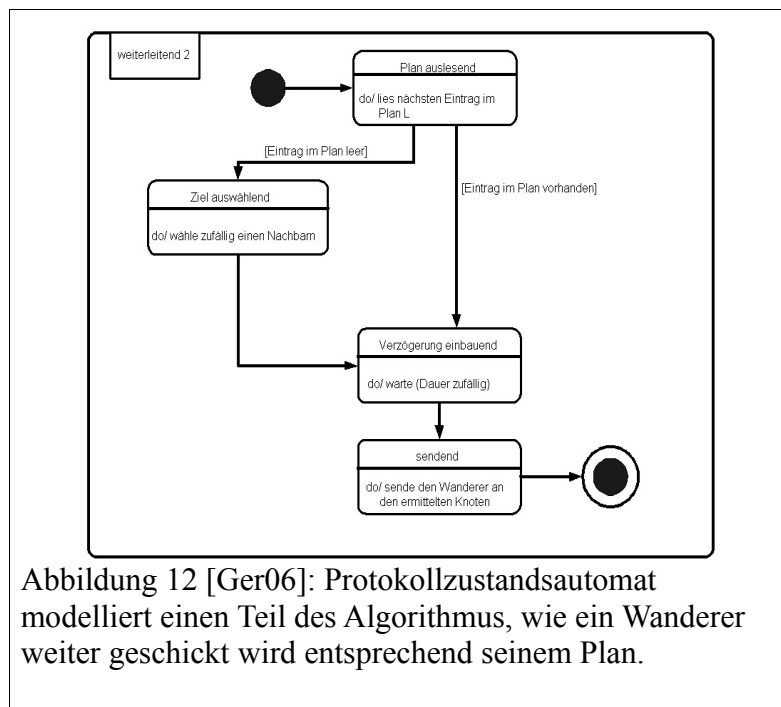 weiterleitend 2
Plan auslesend
do/ lies nächsten Eintrag im
Plan L
[Eintrag im Plan leer]
[Eintrag im Plan vorhanden]
Ziel auswählend
do/ wähle zufällig einen Nachbarn
Verzögerung einbauend
do/ warte (Dauer zufällig)
sendend
do/ sende den Wanderer an
den ermittelten Knoten
Abbildung 12 [Ger06]: Protokollzustandsautomat
modelliert einen Teil des Algorithmus, wie ein Wanderer
weiter geschickt wird entsprechend seinem Plan.